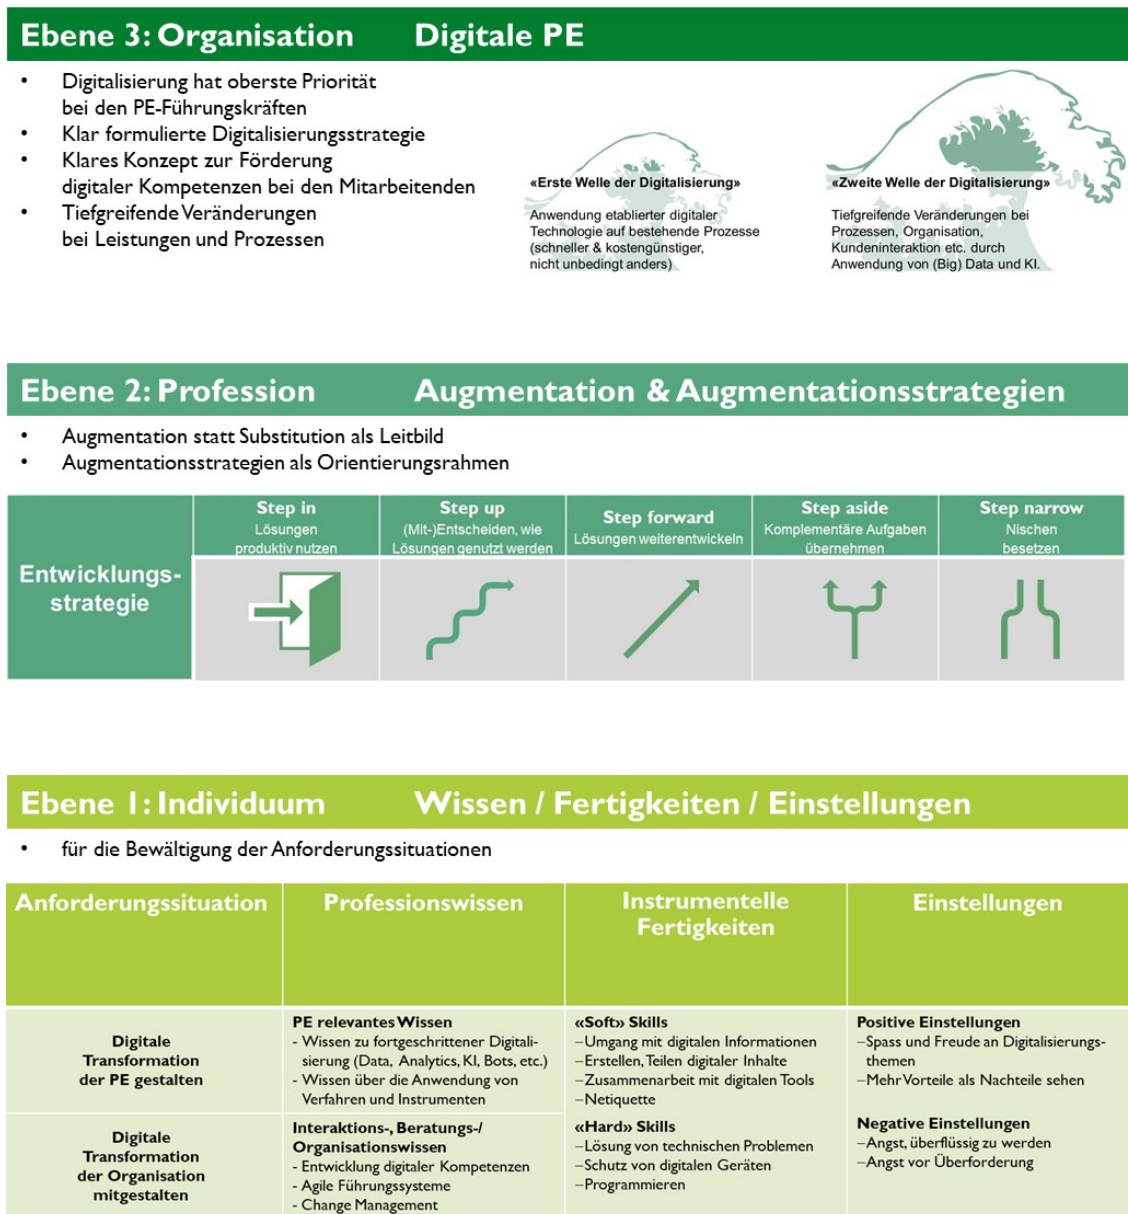 Ebene 3: Organisation Digitale PE
• Digitalisierung hat oberste Priorität
bei den PE-Führungskräften
• Klar formulierte Digitalisierungsstrategie
• Klares Konzept zur Förderung
digitaler Kompetenzen bei den Mitarbeitenden
• Tiefgreifende Veränderungen
bei Leistungen und Prozessen
«Erste Welle der Digitalisierung»
Anwendung etablierter digitaler
Technologie auf bestehende Prozesse
(schneller & kostengünstiger,
nicht unbedingt anders)
«Zweite Welle der Digitalisierung»
Tiefgreifende Veränderungen bei
Prozessen, Organisation,
Kundeninteraktion etc. durch
Anwendung von (Big) Data und KI.
Ebene 2: Profession Augmentation & Augmentationsstrategien
• Augmentation statt Substitution als Leitbild
• Augmentationsstrategien als Orientierungsrahmen
Entwicklungs-
strategie
Step in
Lösungen
produktiv nutzen
Step up
(Mit-)Entscheiden, wie
Lösungen genutzt werden
Step forward
Lösungen weiterentwickeln
Step aside
Komplementäre Aufgaben
übernehmen
Step narrow
Nischen
besetzen
Ebene 1: Individuum Wissen / Fertigkeiten / Einstellungen
• für die Bewältigung der Anforderungssituationen
Anforderungssituation
Professionswissen
Instrumentelle
Fertigkeiten
Einstellungen
Digitale
Transformation
der PE gestalten
PE relevantes Wissen
- Wissen zu fortgeschrittener Digitali-
sierung (Data, Analytics, KI, Bots, etc.)
- Wissen über die Anwendung von
Verfahren und Instrumenten
«Soft» Skills
–Umgang mit digitalen Informationen
–Erstellen, Teilen digitaler Inhalte
–Zusammenarbeit mit digitalen Tools
–Netiquette
Positive Einstellungen
–Spass und Freude an Digitalisierungs-
themen
–Mehr Vorteile als Nachteile sehen
Digitale
Transformation
der Organisation
mitgestalten
Interaktions-, Beratungs-/
Organisationswissen
- Entwicklung digitaler Kompetenzen
- Agile Führungssysteme
- Change Management
«Hard» Skills
–Lösung von technischen Problemen
–Schutz von digitalen Geräten
–Programmieren
Negative Einstellungen
–Angst, überflüssig zu werden
–Angst vor Überforderung